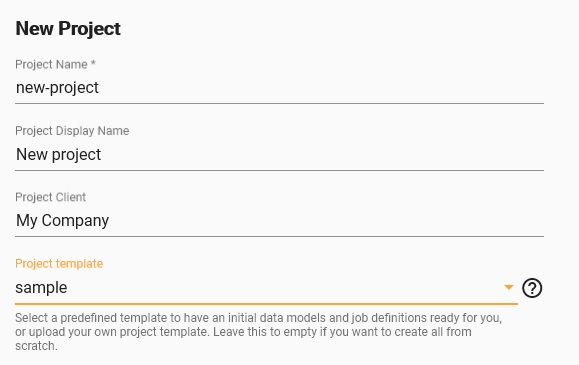 New Project
Project Name *
new-project
Project Display Name
New project
Project Client
My Company
Project template
sample
Select a predefined template to have an initial data models and job definitions ready for you,
or upload your own project template. Leave this to empty if you want to create all from
scratch.